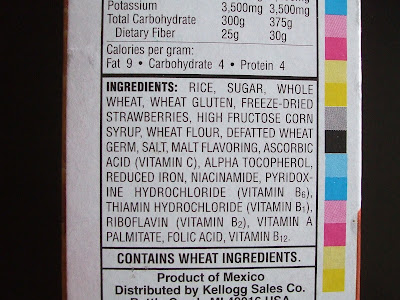 Potassium 3,500mg 3,500mg
Total Carbohydrate 300g 375g
Dietary Fiber 25g 30g
Calories per gram:
Fat 9 • Carbohydrate 4 • Protein 4
INGREDIENTS: RICE, SUGAR, WHOLE
WHEAT, WHEAT GLUTEN, FREEZE-DRIED
STRAWBERRIES, HIGH FRUCTOSE CORN
SYRUP, WHEAT FLOUR, DEFATTED WHEAT
GERM, SALT, MALT FLAVORING, ASCORBIC
ACID (VITAMIN C), ALPHA TOCOPHEROL,
REDUCED IRON, NIACINAMIDE, PYRIDOX-
INE HYDROCHLORIDE (VITAMIN B6),
THIAMIN HYDROCHLORIDE (VITAMIN B1),
RIBOFLAVIN (VITAMIN B2), VITAMIN A
PALMITATE, FOLIC ACID, VITAMIN B12.
CONTAINS WHEAT INGREDIENTS.
Product of Mexico
Distributed by Kellogg Sales Co.